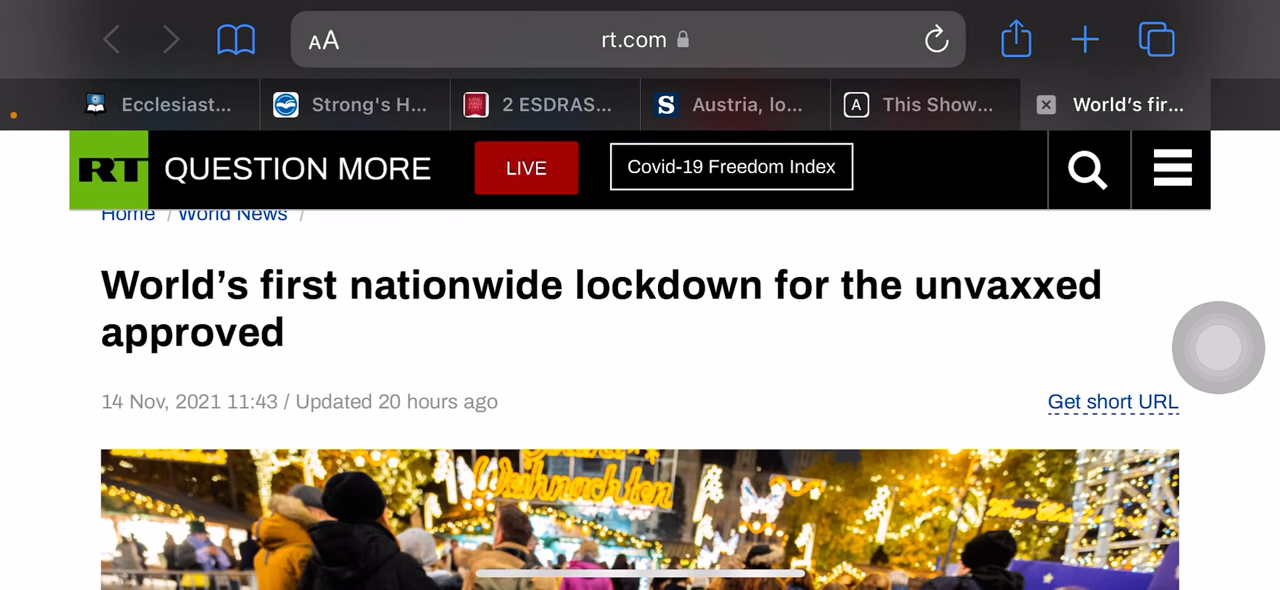 AA
rt.com
Ecclesiast...
Strong's H...
2 ESDRAS...
S
Austria, lo...
A
This Show...
World's fir...
RT
QUESTION MORE
LIVE
Covid-19 Freedom Index
Home / World News /
World's first nationwide lockdown for the unvaxxed
approved
14 Nov, 2021 11:43 / Updated 20 hours ago
Get short URL
Weihnachten